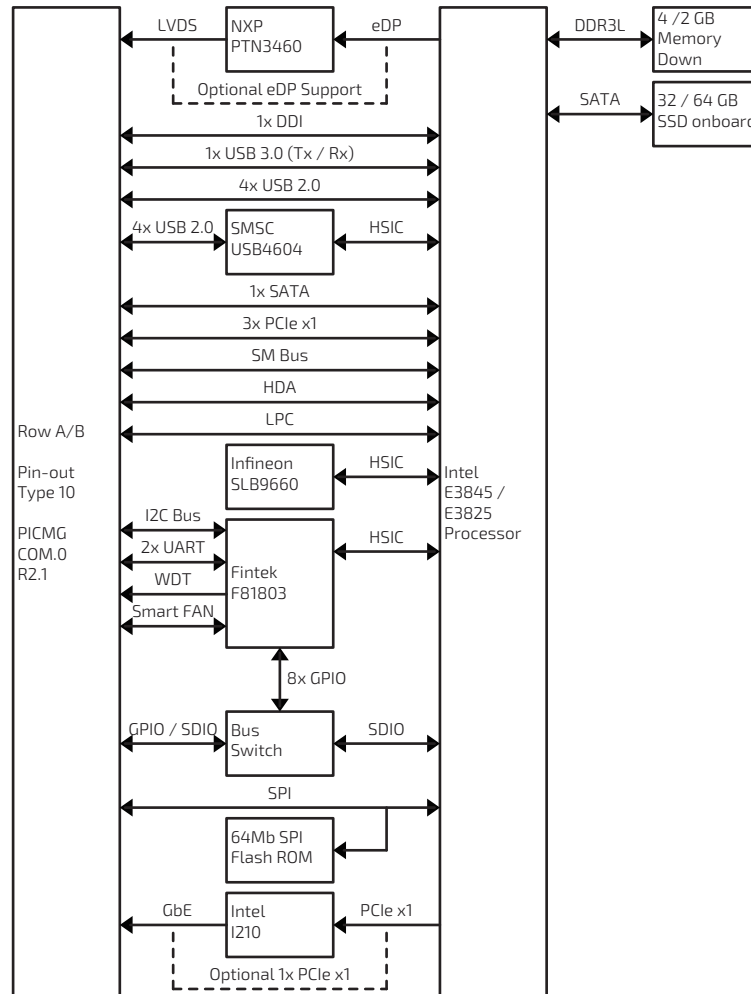 LVDS
NXP
PTN3460
eDP
Optional eDP Support
DDR3L
4 /2 GB
Memory
Down
SATA
32 / 64 GB
SSD onboard
1x DDI
1x USB 3.0 (Tx / Rx)
4x USB 2.0
4x USB 2.0
SMSC
USB4604
HSIC
1x SATA
3x PCIe x1
SM Bus
HDA
LPC
Row A/B
Pin-out
Type 10
PICMG
COM.0
R2.1
Infineon
SLB9660
HSIC
Intel
E3845 /
E3825
Processor
I2C Bus
2x UART
WDT
Smart FAN
Fintek
F81803
HSIC
8x GPIO
GPIO / SDIO
Bus
Switch
SDIO
SPI
64Mb SPI
Flash ROM
GbE
Intel
I210
PCIe x1
Optional 1x PCIe x1